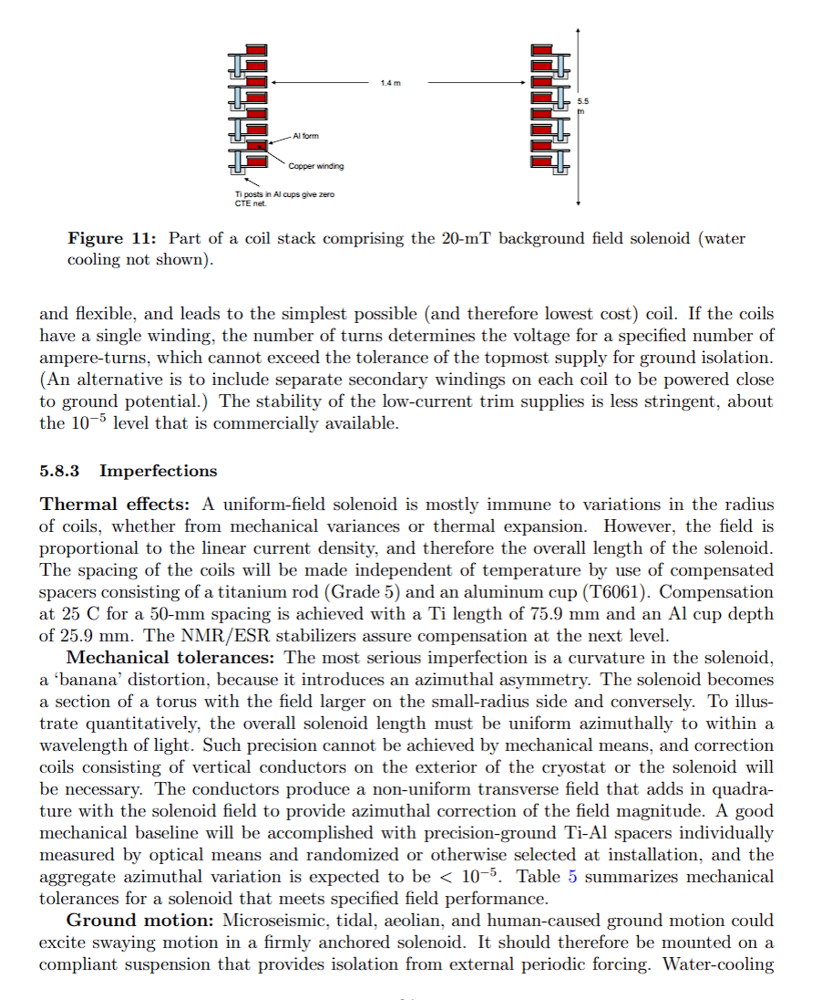 1.4 m
5.5
m
Al form
Copper winding
Ti posts in Al cups give zero
CTE net.
Figure 11: Part of a coil stack comprising the 20-mT background field solenoid (water
cooling not shown).
and flexible, and leads to the simplest possible (and therefore lowest cost) coil. If the coils
have a single winding, the number of turns determines the voltage for a specified number of
ampere-turns, which cannot exceed the tolerance of the topmost supply for ground isolation.
(An alternative is to include separate secondary windings on each coil to be powered close
to ground potential.) The stability of the low-current trim supplies is less stringent, about
the 10⁻⁵ level that is commercially available.
5.8.3 Imperfections
Thermal effects: A uniform-field solenoid is mostly immune to variations in the radius
of coils, whether from mechanical variances or thermal expansion. However, the field is
proportional to the linear current density, and therefore the overall length of the solenoid.
The spacing of the coils will be made independent of temperature by use of compensated
spacers consisting of a titanium rod (Grade 5) and an aluminum cup (T6061). Compensation
at 25 C for a 50-mm spacing is achieved with a Ti length of 75.9 mm and an Al cup depth
of 25.9 mm. The NMR/ESR stabilizers assure compensation at the next level.
Mechanical tolerances: The most serious imperfection is a curvature in the solenoid,
a ‘banana’ distortion, because it introduces an azimuthal asymmetry. The solenoid becomes
a section of a torus with the field larger on the small-radius side and conversely. To illus-
trate quantitatively, the overall solenoid length must be uniform azimuthally to within a
wavelength of light. Such precision cannot be achieved by mechanical means, and correction
coils consisting of vertical conductors on the exterior of the cryostat or the solenoid will
be necessary. The conductors produce a non-uniform transverse field that adds in quadra-
ture with the solenoid field to provide azimuthal correction of the field magnitude. A good
mechanical baseline will be accomplished with precision-ground Ti-Al spacers individually
measured by optical means and randomized or otherwise selected at installation, and the
aggregate azimuthal variation is expected to be < 10⁻⁵. Table 5 summarizes mechanical
tolerances for a solenoid that meets specified field performance.
Ground motion: Microseismic, tidal, aeolian, and human-caused ground motion could
excite swaying motion in a firmly anchored solenoid. It should therefore be mounted on a
compliant suspension that provides isolation from external periodic forcing. Water-cooling